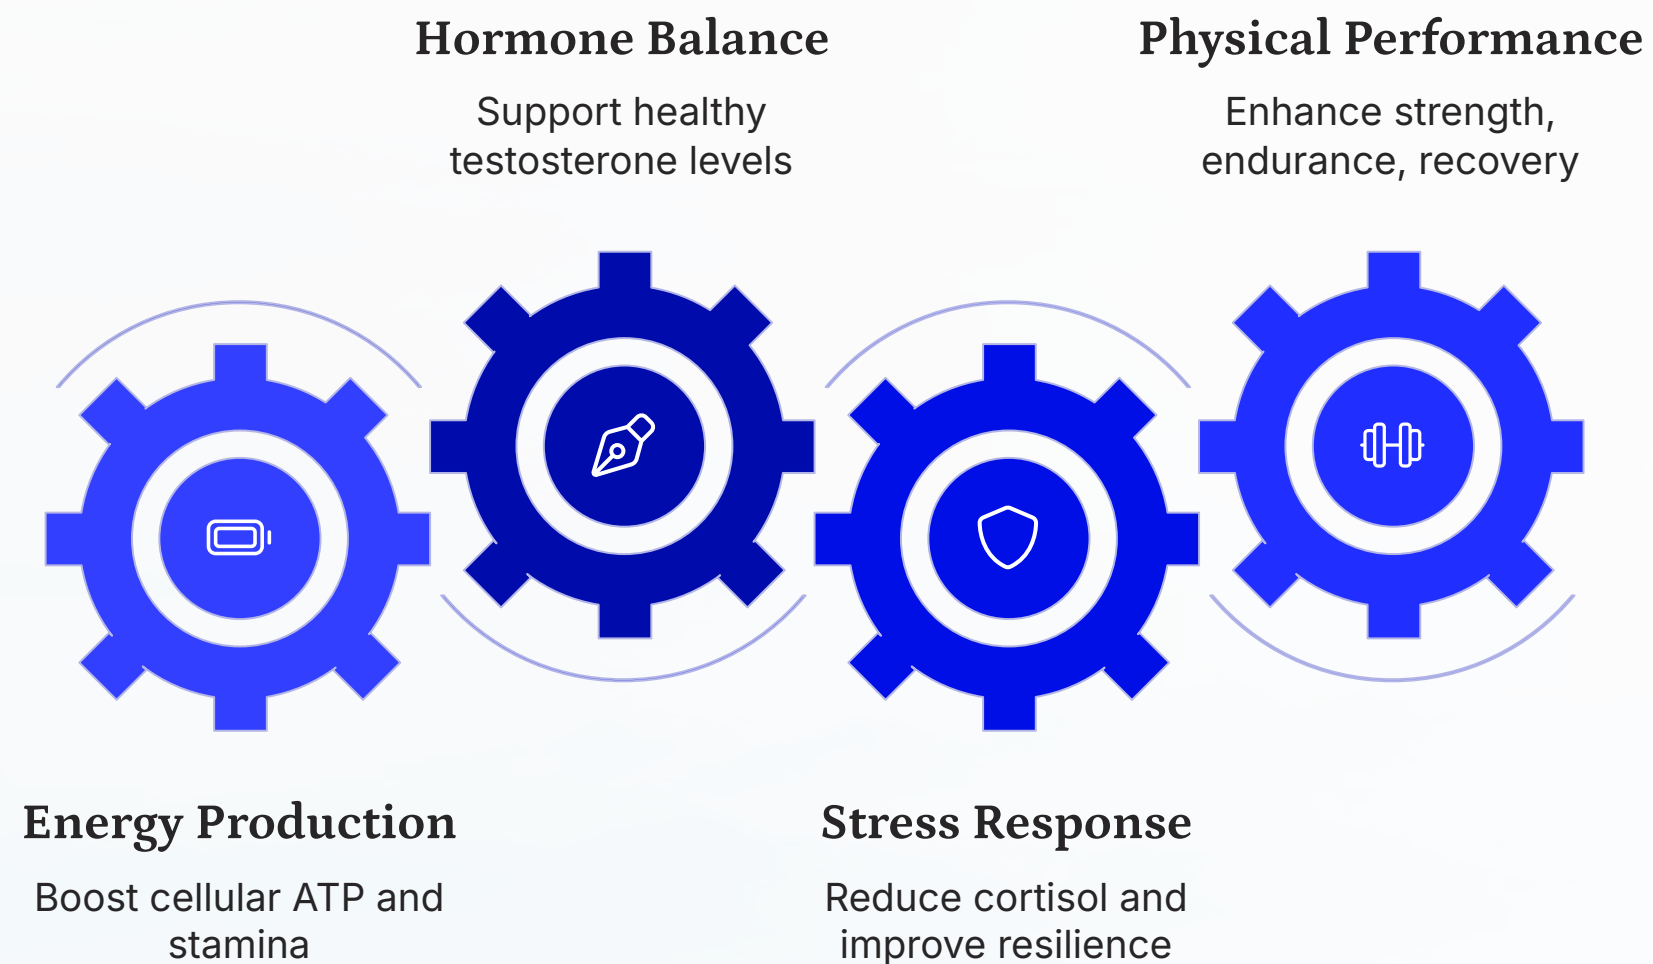 Hormone Balance
Support healthy
testosterone levels
Physical Performance
Enhance strength,
endurance, recovery
Energy Production
Boost cellular ATP and
stamina
Stress Response
Reduce cortisol and
improve resilience